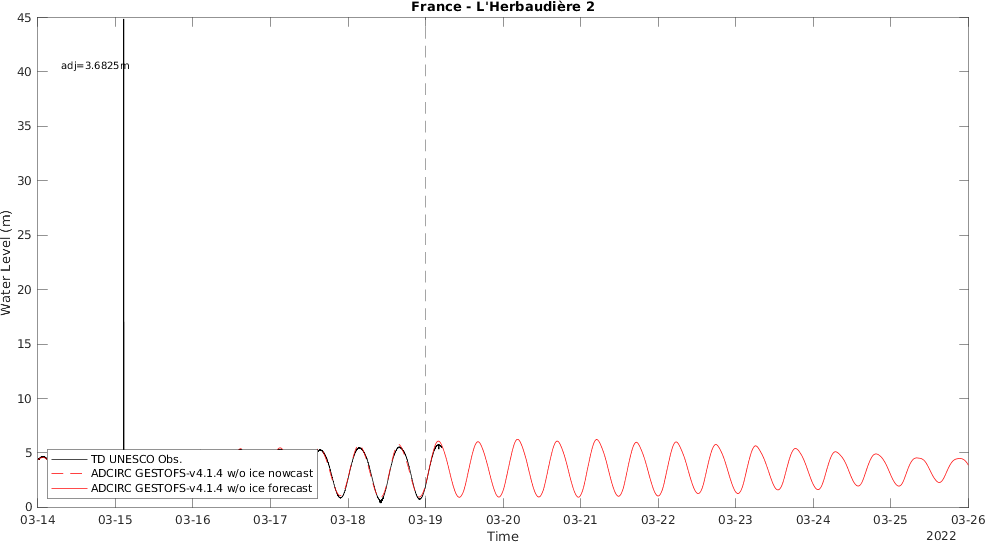 France - L'Herbaudière 2
adj=3.6825m
Water Level (m)
45
40
35
30
25
20
15
10
5
0
TD UNESCO Obs.
ADCIRC GESTOFS-v4.1.4 w/o ice nowcast
ADCIRC GESTOFS-v4.1.4 w/o ice forecast
03-14 03-15 03-16 03-17 03-18 03-19 03-20 03-21 03-22 03-23 03-24 03-25 03-26
Time
2022